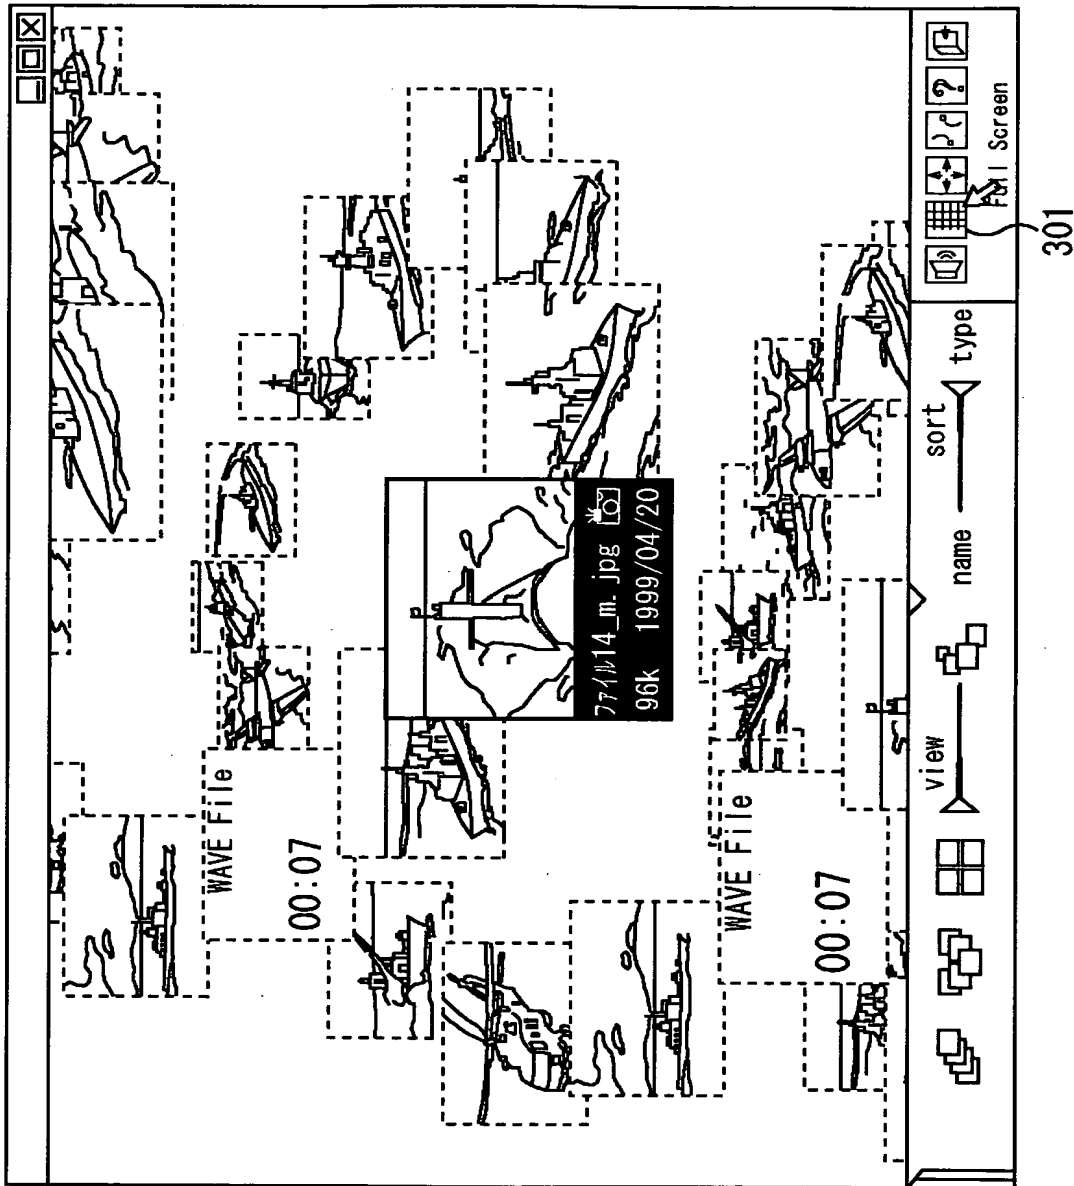 WAVE File
00:07
ファイル14_m. jpg
96k 1999/04/20
WAVE File
00:07
view
name
sort
type
?
Full Screen
301